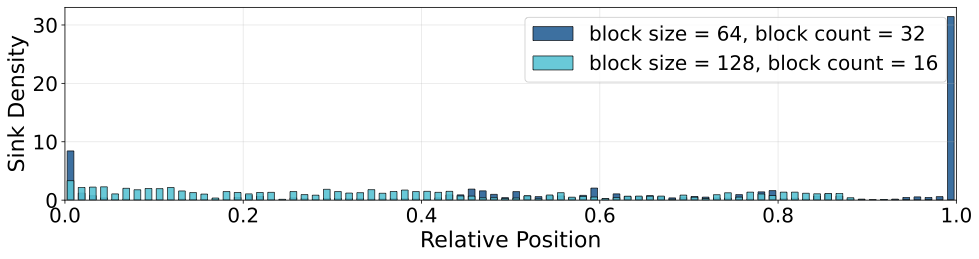 Sink Density
30
20
10
0
block size = 64, block count = 32
block size = 128, block count = 16
0.0 0.2 0.4 0.6 0.8 1.0
Relative Position